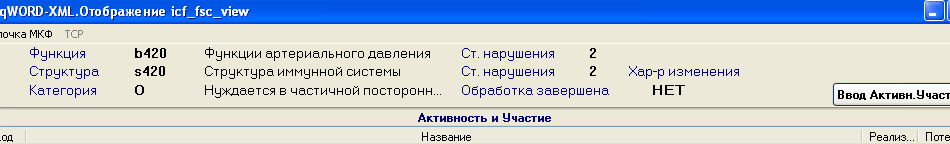 qWORD-XML.Отображение icf_fsc_view
почка МКФ TCP
Функция b420 Функции артериального давления Ст. нарушения 2
Структура s420 Структура иммунной системы Ст. нарушения 2 Хар-р изменения
Категория О Нуждается в частичной посторонн... Обработка завершена НЕТ
Ввод Активн.Участ
Активность и Участие
.од Название Реализ... Поте